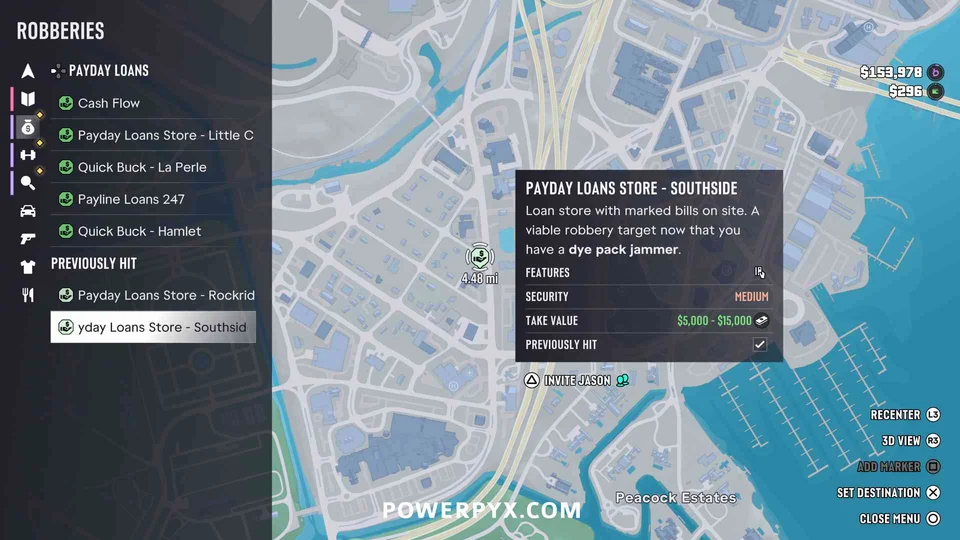 ROBBERIES
PAYDAY LOANS
Cash Flow
Payday Loans Store - Little C
Quick Buck - La Perle
Payline Loans 247
Quick Buck - Hamlet
PREVIOUSLY HIT
Payday Loans Store - Rockrid
yday Loans Store - Southsid
4.48 mi
$153,978
$296
PAYDAY LOANS STORE - SOUTHSIDE
Loan store with marked bills on site. A
viable robbery target now that you
have a dye pack jammer.
FEATURES
SECURITY MEDIUM
TAKE VALUE $5,000 - $15,000
PREVIOUSLY HIT
INVITE JASON
Peacock Estates
RECENTER L3
3D VIEW R3
ADD MARKER
SET DESTINATION
CLOSE MENU
POWERPYX.COM